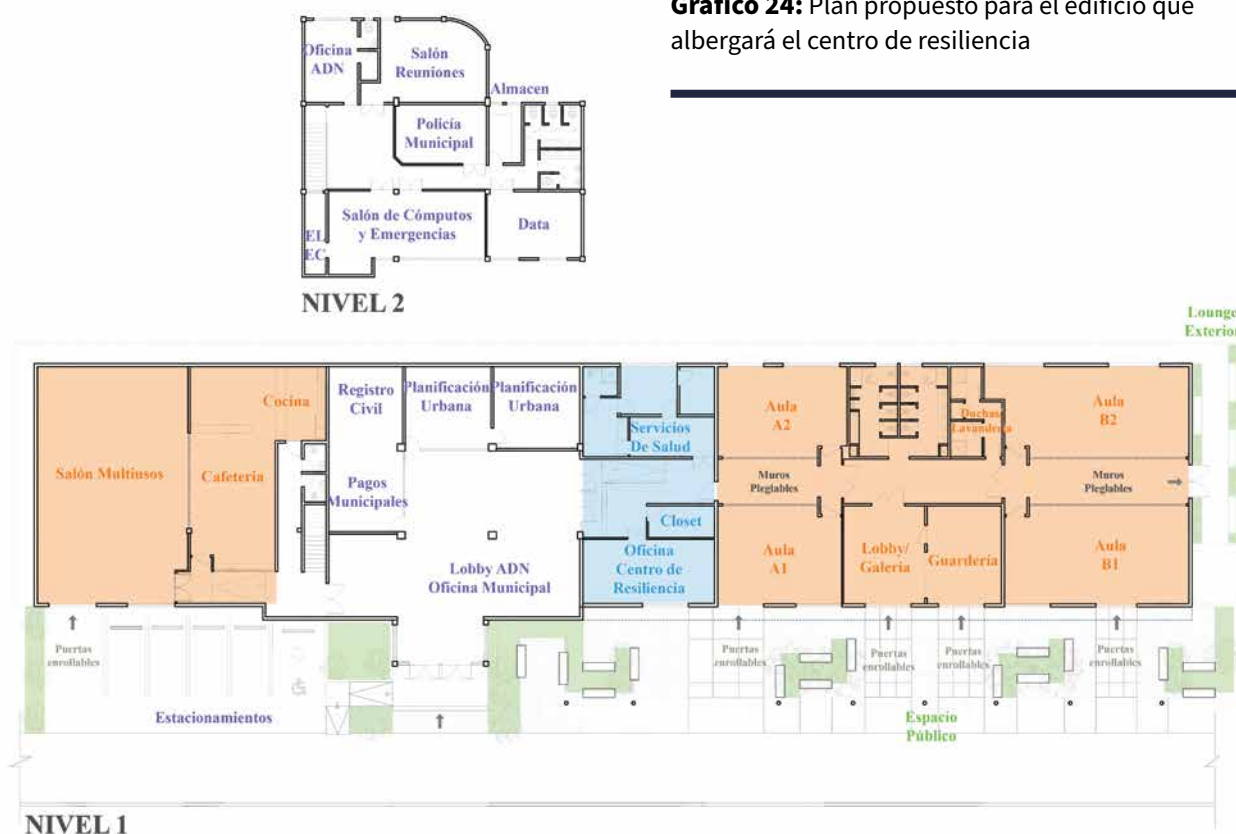 Gráfico 24: Plan propuesto para el edificio que
albergará el centro de resiliencia
Oficina
ADN
Salón
Reuniones
Almacen
Policía
Municipal
Salón de Cómputos
y Emergencias
Data
EL
EC
NIVEL 2
Lounge
Exterior
Salón Multiusos
Cocina
Cafeteria
Registro
Civil
Planificación
Urbana
Planificación
Urbana
Pagos
Municipales
Lobby ADN
Oficina Municipal
Servicios
De Salud
Closet
Oficina
Centro de
Resiliencia
Aula
A2
Muros
Plegables
Aula
A1
Duchas/
Lavandería
Lobby/
Galería
Guardería
Aula
B2
Muros
Plegables
Aula
B1
Puertas
enrollables
Estacionamientos
Puertas
enrollables
Puertas
enrollables
Puertas
enrollables
Puertas
enrollables
Espacio
Público
NIVEL 1